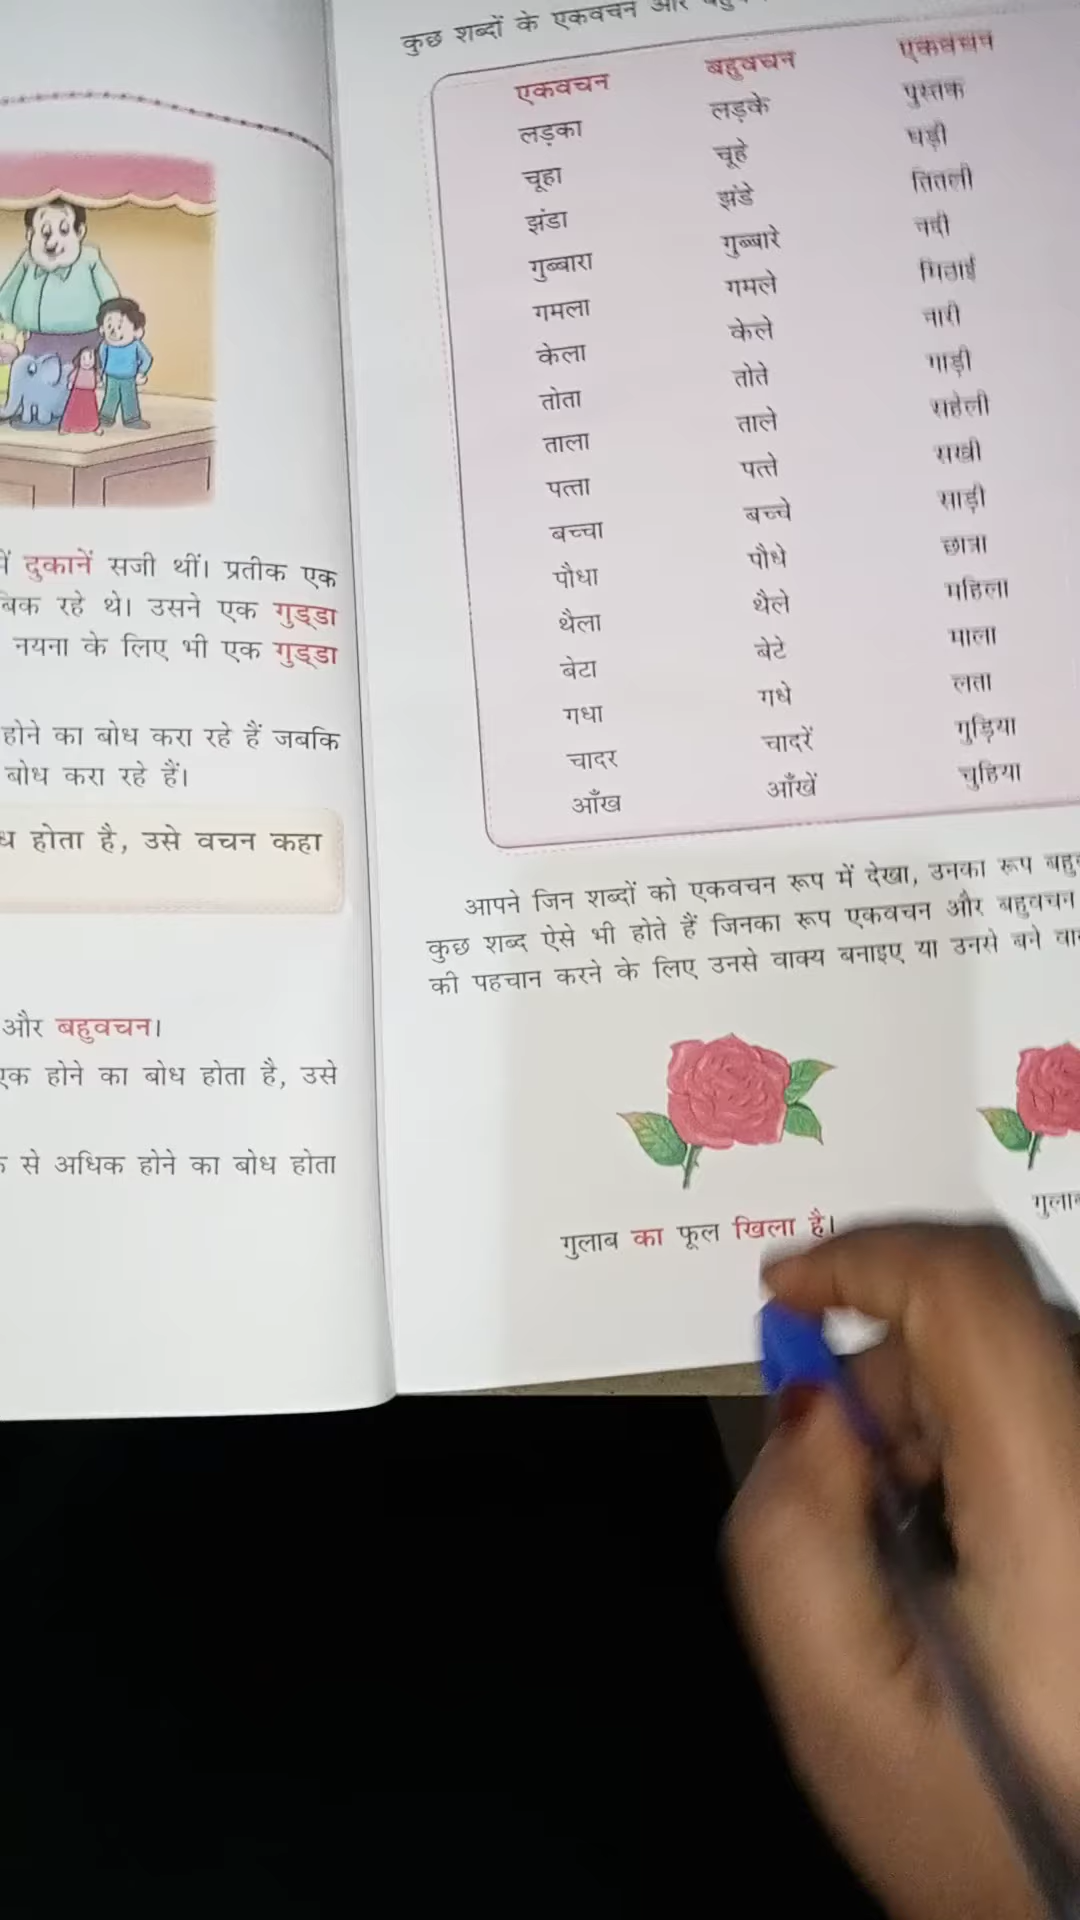 में दुकानें सजी थीं। प्रतीक एक
बिक रहे थे। उसने एक गुड्डा
नयना के लिए भी एक गुड्डा
होने का बोध करा रहे हैं जबकि
बोध करा रहे हैं।
होता है, उसे वचन कहा
और बहुवचन।
एक होने का बोध होता है, उसे
से अधिक होने का बोध होता
कुछ शब्दों के एकवचन और
एकवचन बहुवचन एकवचन
लड़का लड़के पुस्तक
चूहा चूहे घड़ी
झंडा झंडे तितली
गुब्बारा गुब्बारे नदी
गमला गमले मिठाई
केला केले नारी
तोता तोते गाड़ी
ताला ताले सहेली
पत्ता पत्ते सखी
बच्चा बच्चे साड़ी
पौधा पौधे छात्रा
थैला थैले महिला
बेटा बेटे माला
गधा गधे लता
चादर चादरें गुड़िया
आँख आँखें चुहिया
आपने जिन शब्दों को एकवचन रूप में देखा, उनका रूप
कुछ शब्द ऐसे भी होते हैं जिनका रूप एकवचन और बहुवचन
की पहचान करने के लिए उनसे वाक्य बनाइए या उनसे बने
गुलाब का फूल खिला है।